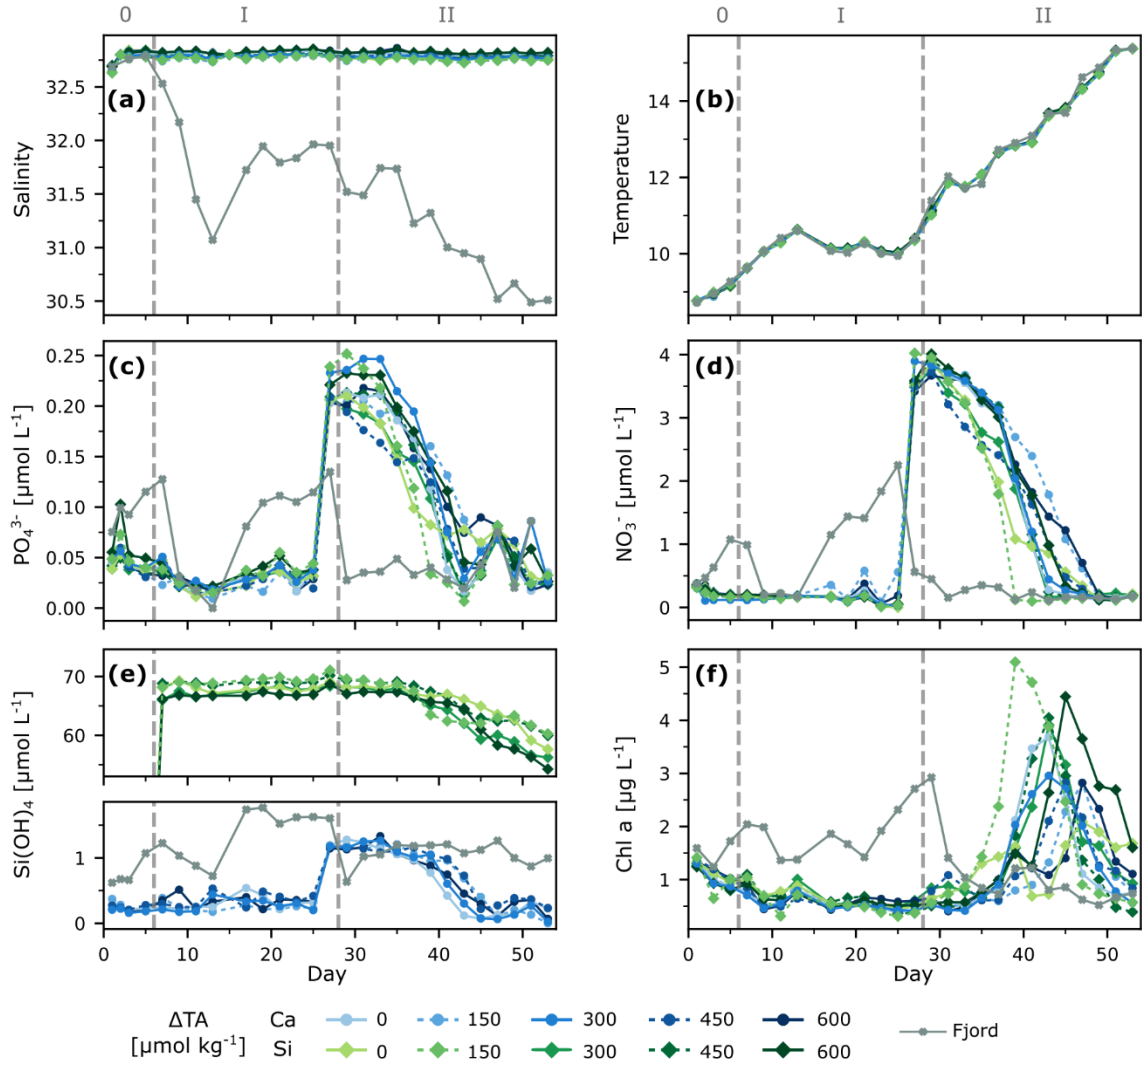 0 I II 0 I II
(a) (b)
Salinity
32.5
32.0
31.5
31.0
30.5
Temperature
14
12
10
(c) (d)
PO₄³⁻ [µmol L⁻¹]
0.25
0.20
0.15
0.10
0.05
0.00
NO₃⁻ [µmol L⁻¹]
4
3
2
1
0
(e) (f)
Si(OH)₄ [µmol L⁻¹]
70
60
1
0
Chl a [µg L⁻¹]
5
4
3
2
1
0 10 20 30 40 50 0 10 20 30 40 50
Day Day
ΔTA Ca 0 150 300 450 600 Fjord
[µmol kg⁻¹] Si 0 150 300 450 600